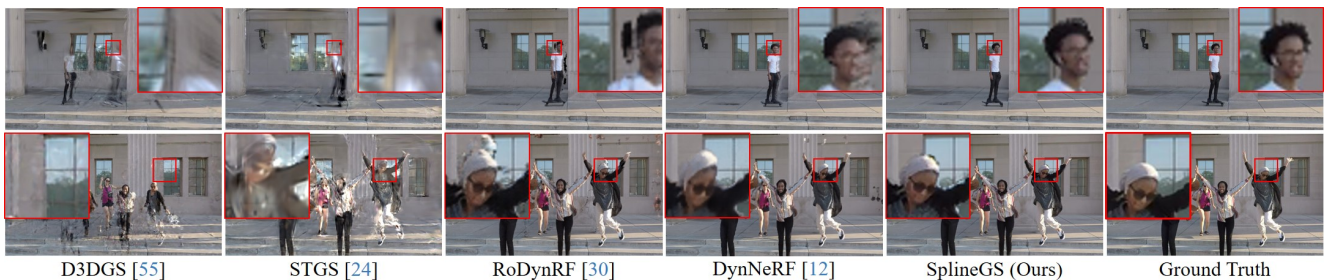 D3DGS [55] STGS [24] RoDynRF [30] DynNeRF [12] SplineGS (Ours) Ground Truth